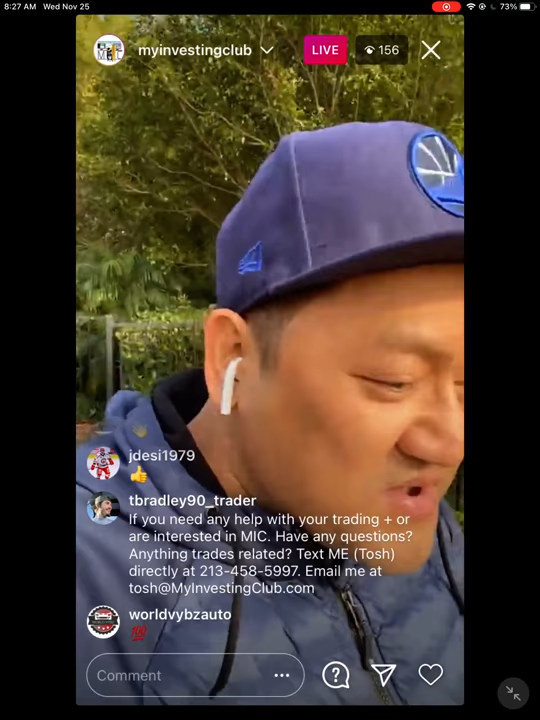 8:27 AM Wed Nov 25
73%
myinvestingclub
LIVE
156
jdesi1979
👍
tbradley90_trader
If you need any help with your trading + or
are interested in MIC. Have any questions?
Anything trades related? Text ME (Tosh)
directly at 213-458-5997. Email me at
tosh@MyInvestingClub.com
worldvybzauto
💯
Comment